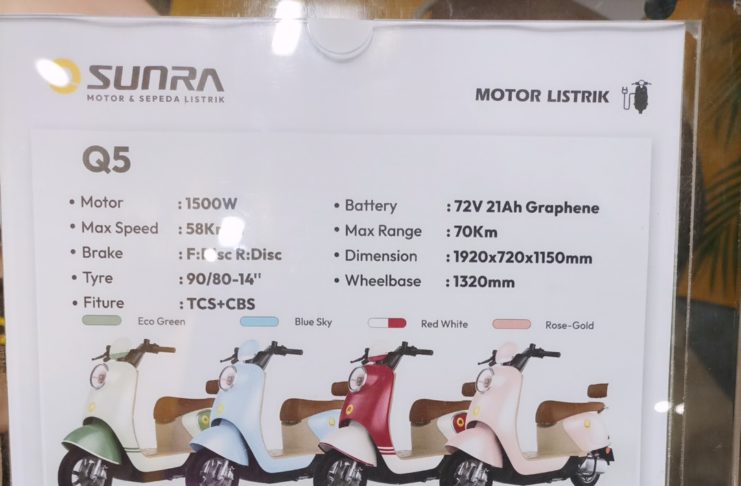 SUNRA
MOTOR & SEPEDA LISTRIK
MOTOR LISTRIK
Q5
• Motor : 1500W
• Max Speed : 58Km
• Brake : F:Disc R:Disc
• Tyre : 90/80-14''
• Fiture : TCS+CBS
• Battery : 72V 21Ah Graphene
• Max Range : 70Km
• Dimension : 1920x720x1150mm
• Wheelbase : 1320mm
Eco Green
Blue Sky
Red White
Rose-Gold